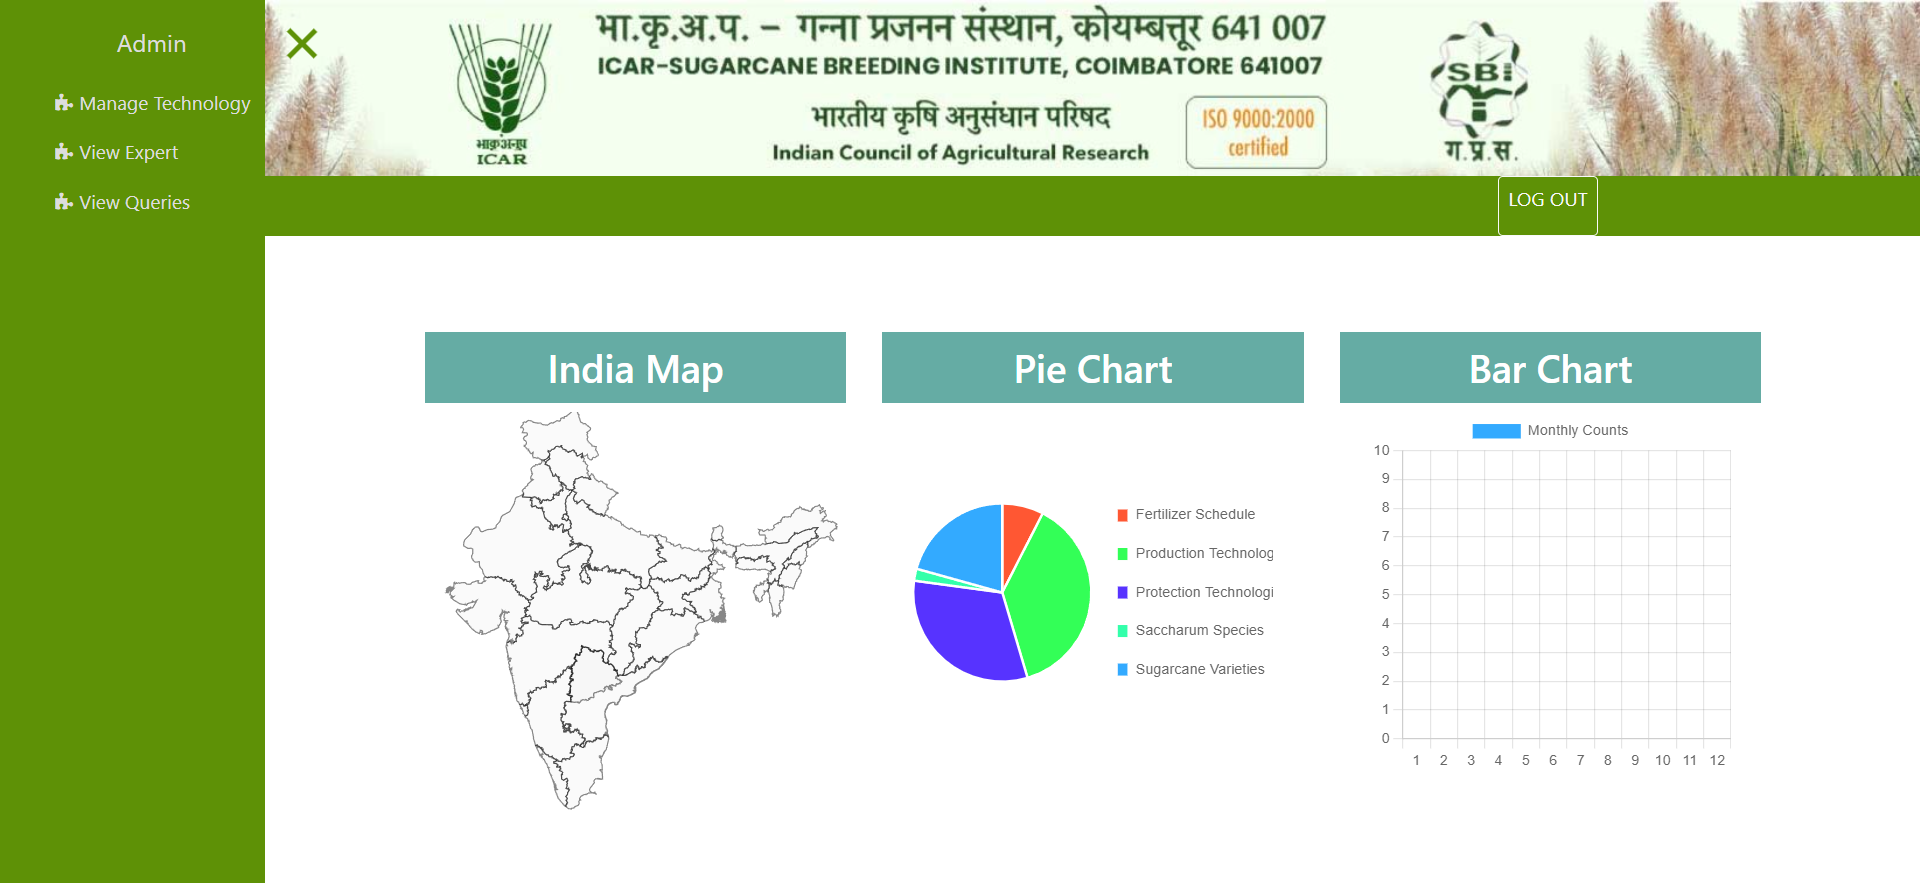 Admin
Manage Technology
View Expert
View Queries
भा.कृ.अ.प. – गन्ना प्रजनन संस्थान, कोयम्बत्तूर 641 007
ICAR-SUGARCANE BREEDING INSTITUTE, COIMBATORE 641007
भारतीय कृषि अनुसंधान परिषद
Indian Council of Agricultural Research
भाकृअनुप
ICAR
ISO 9000:2000
certified
SBI
ग.प्र.स.
LOG OUT
India Map
Pie Chart
Fertilizer Schedule
Production Technolog
Protection Technologi
Saccharum Species
Sugarcane Varieties
Bar Chart
Monthly Counts
10
9
8
7
6
5
4
3
2
1
0
1 2 3 4 5 6 7 8 9 10 11 12